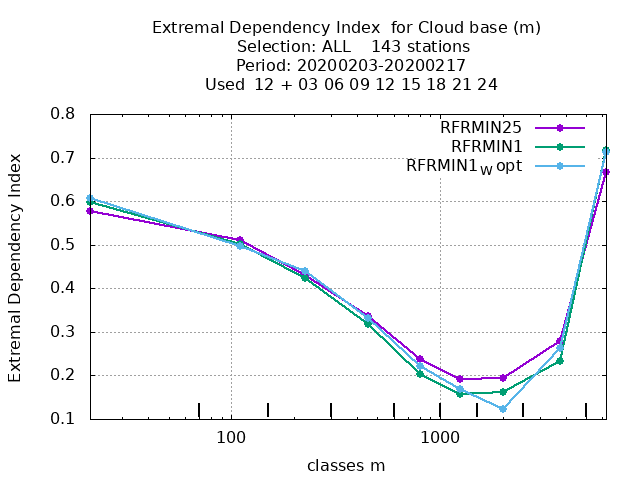 Extremal Dependency Index  for Cloud base (m)
Selection: ALL    143 stations
Period: 20200203-20200217
Used  12 + 03 06 09 12 15 18 21 24
RFRMIN25
RFRMIN1
RFRMIN1W opt
Extremal Dependency Index
0.8
0.7
0.6
0.5
0.4
0.3
0.2
0.1
100
1000
classes m